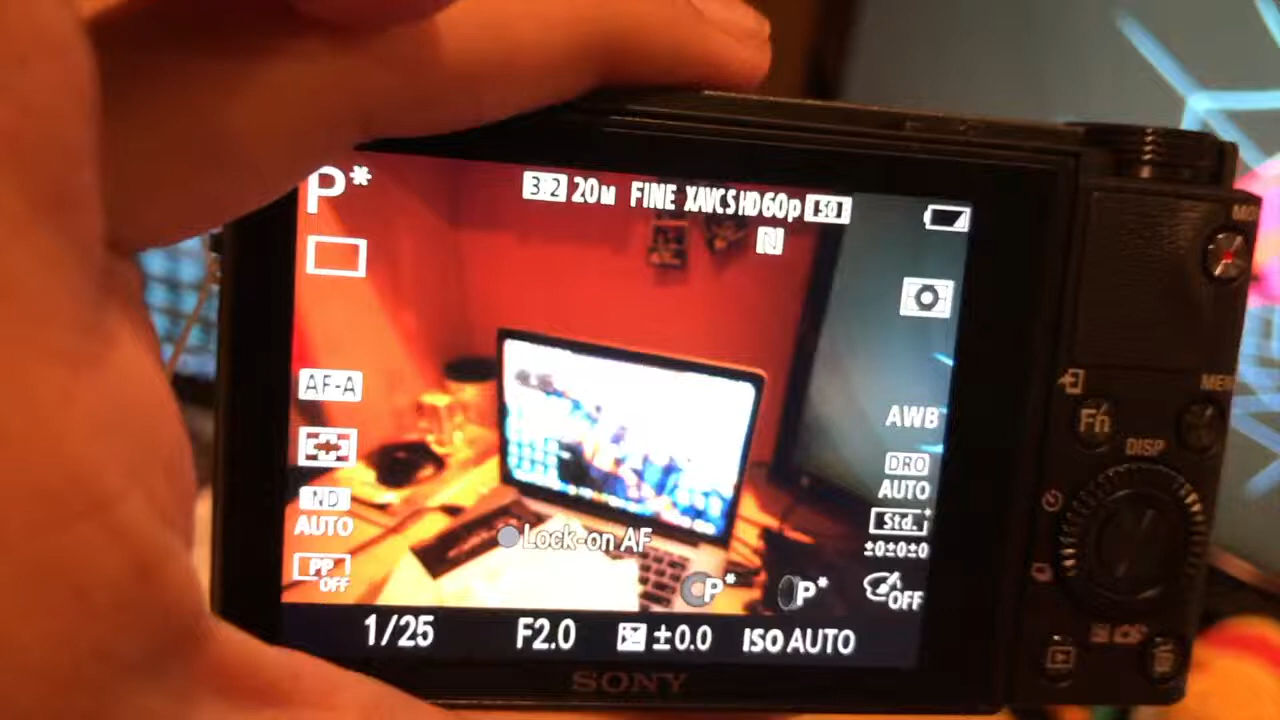 P*
3:2 20M FINE XAVC S HD 60p 50
N
AF-A
AWB
ND
AUTO
DRO
AUTO
Std.
±0±0±0
PP
OFF
Lock-on AF
P*
P*
OFF
1/25 F2.0 ±0.0 ISO AUTO
SONY
Fn
DISP